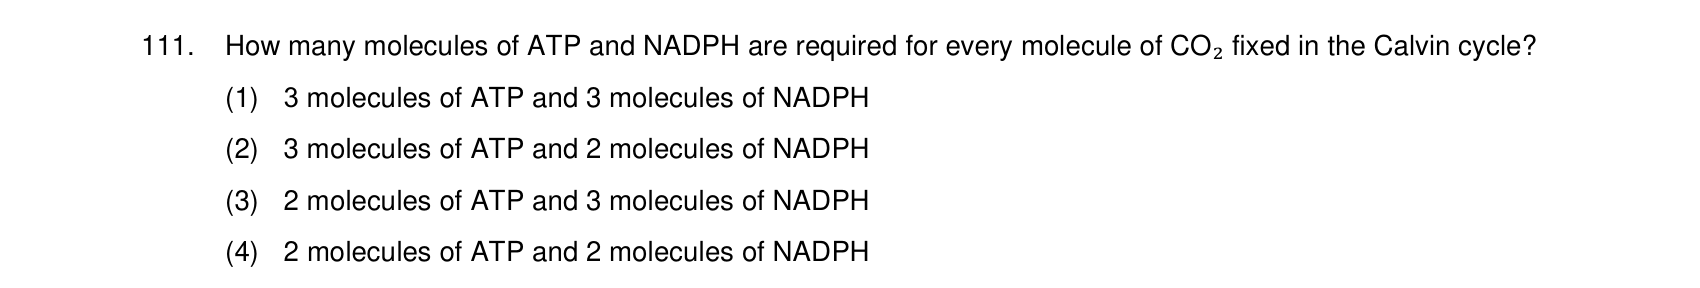 111. How many molecules of ATP and NADPH are required for every molecule of CO₂ fixed in the Calvin cycle?
(1) 3 molecules of ATP and 3 molecules of NADPH
(2) 3 molecules of ATP and 2 molecules of NADPH
(3) 2 molecules of ATP and 3 molecules of NADPH
(4) 2 molecules of ATP and 2 molecules of NADPH